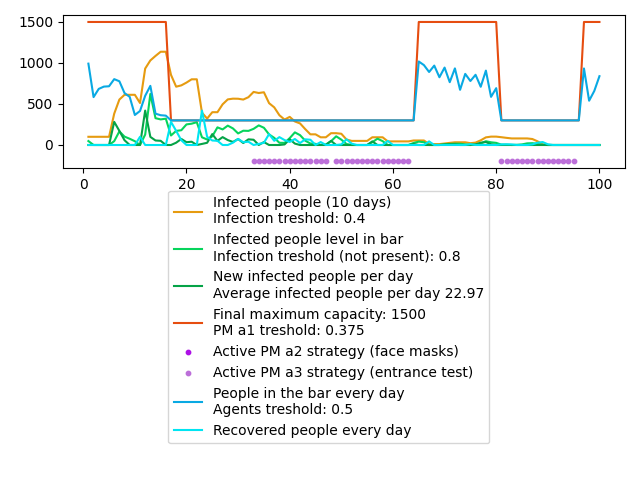 1500
1000
500
0
0
20
40
60
80
100
Infected people (10 days)
Infection treshold: 0.4
Infected people level in bar
Infection treshold (not present): 0.8
New infected people per day
Average infected people per day 22.97
Final maximum capacity: 1500
PM a1 treshold: 0.375
Active PM a2 strategy (face masks)
Active PM a3 strategy (entrance test)
People in the bar every day
Agents treshold: 0.5
Recovered people every day